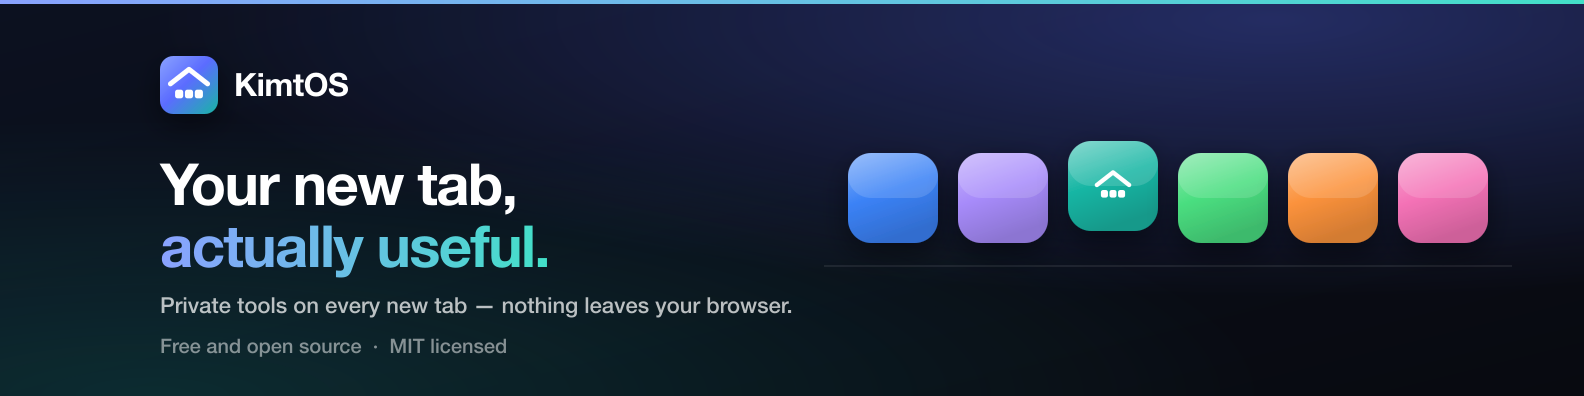 KimtOS
Your new tab,
actually useful.
Private tools on every new tab — nothing leaves your browser.
Free and open source · MIT licensed